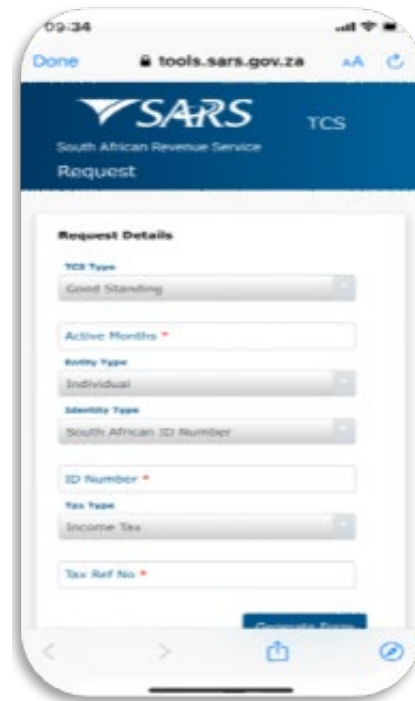 09:34
Done tools.sars.gov.za AA
SARS TCS
South African Revenue Service
Request
Request Details
TCS Type
Good Standing
Active Months *
Entity Type
Individual
Identity Type
South African ID Number
ID Number *
Tax Type
Income Tax
Tax Ref No *
Generate Form